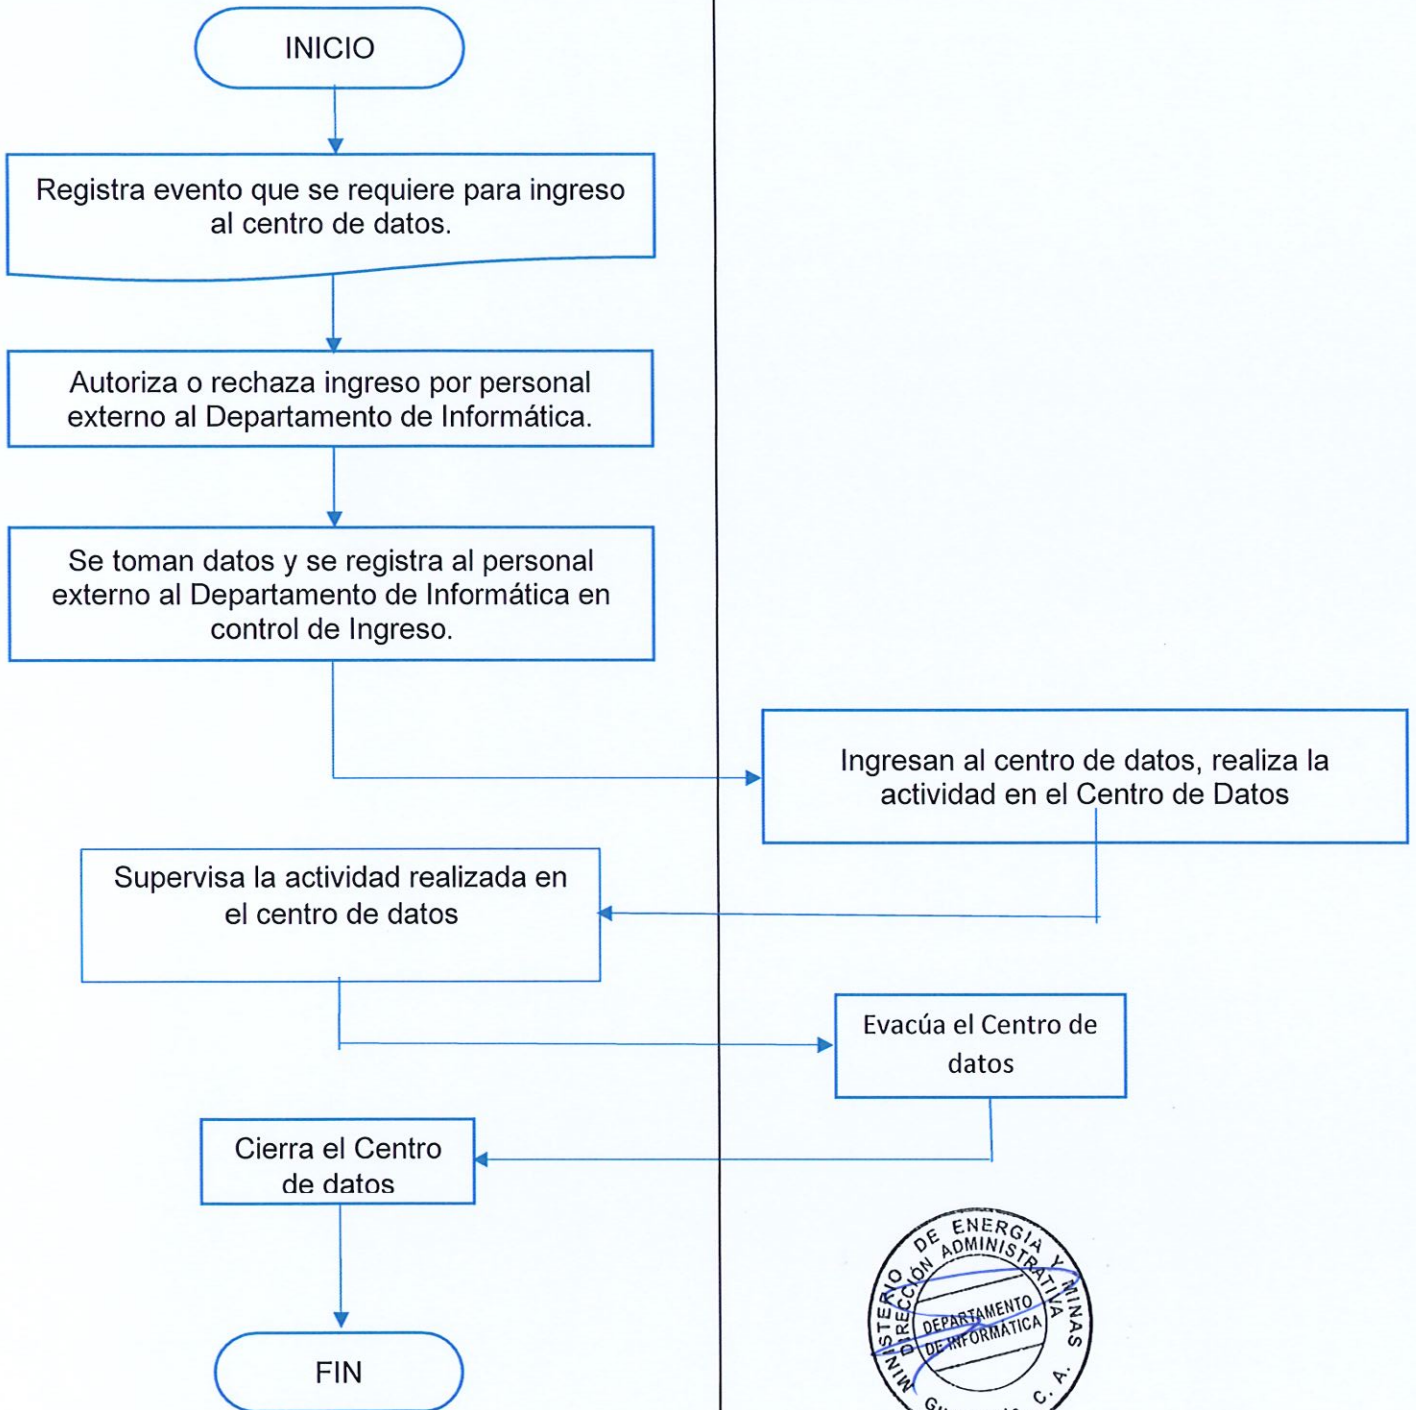 INICIO
Registra evento que se requiere para ingreso
al centro de datos.
Autoriza o rechaza ingreso por personal
externo al Departamento de Informática.
Se toman datos y se registra al personal
externo al Departamento de Informática en
control de Ingreso.
Ingresan al centro de datos, realiza la
actividad en el Centro de Datos
Supervisa la actividad realizada en
el centro de datos
Evacúa el Centro de
datos
Cierra el Centro
de datos
FIN
MINISTERIO DE ENERGIA Y MINAS
DIRECCIÓN ADMINISTRATIVA
DEPARTAMENTO
DE INFORMÁTICA
C. A.